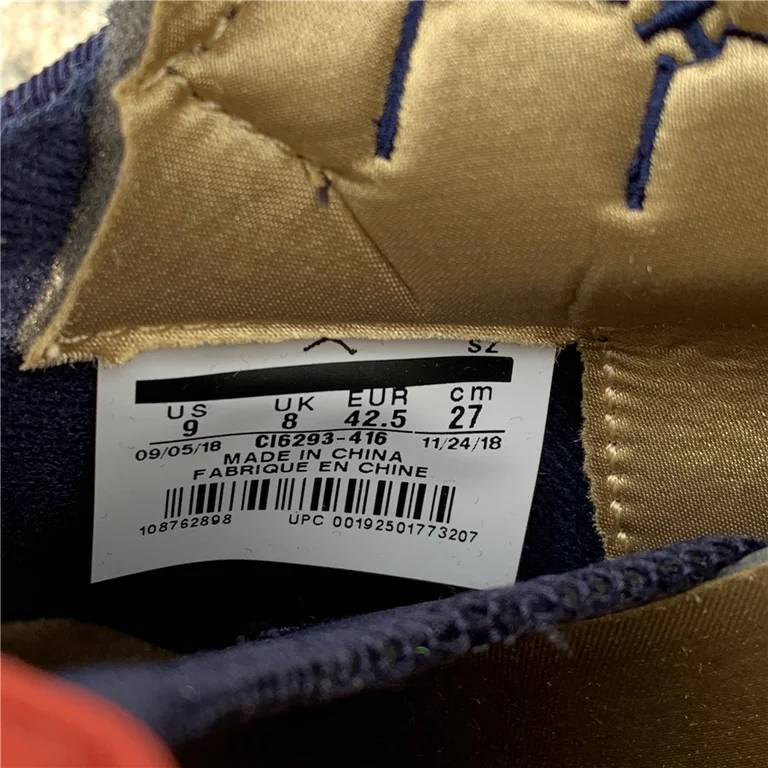 SZ
US UK EUR cm
9 8 42.5 27
09/05/18 CI6293-416 11/24/18
MADE IN CHINA
FABRIQUE EN CHINE
108762898 UPC 00192501773207